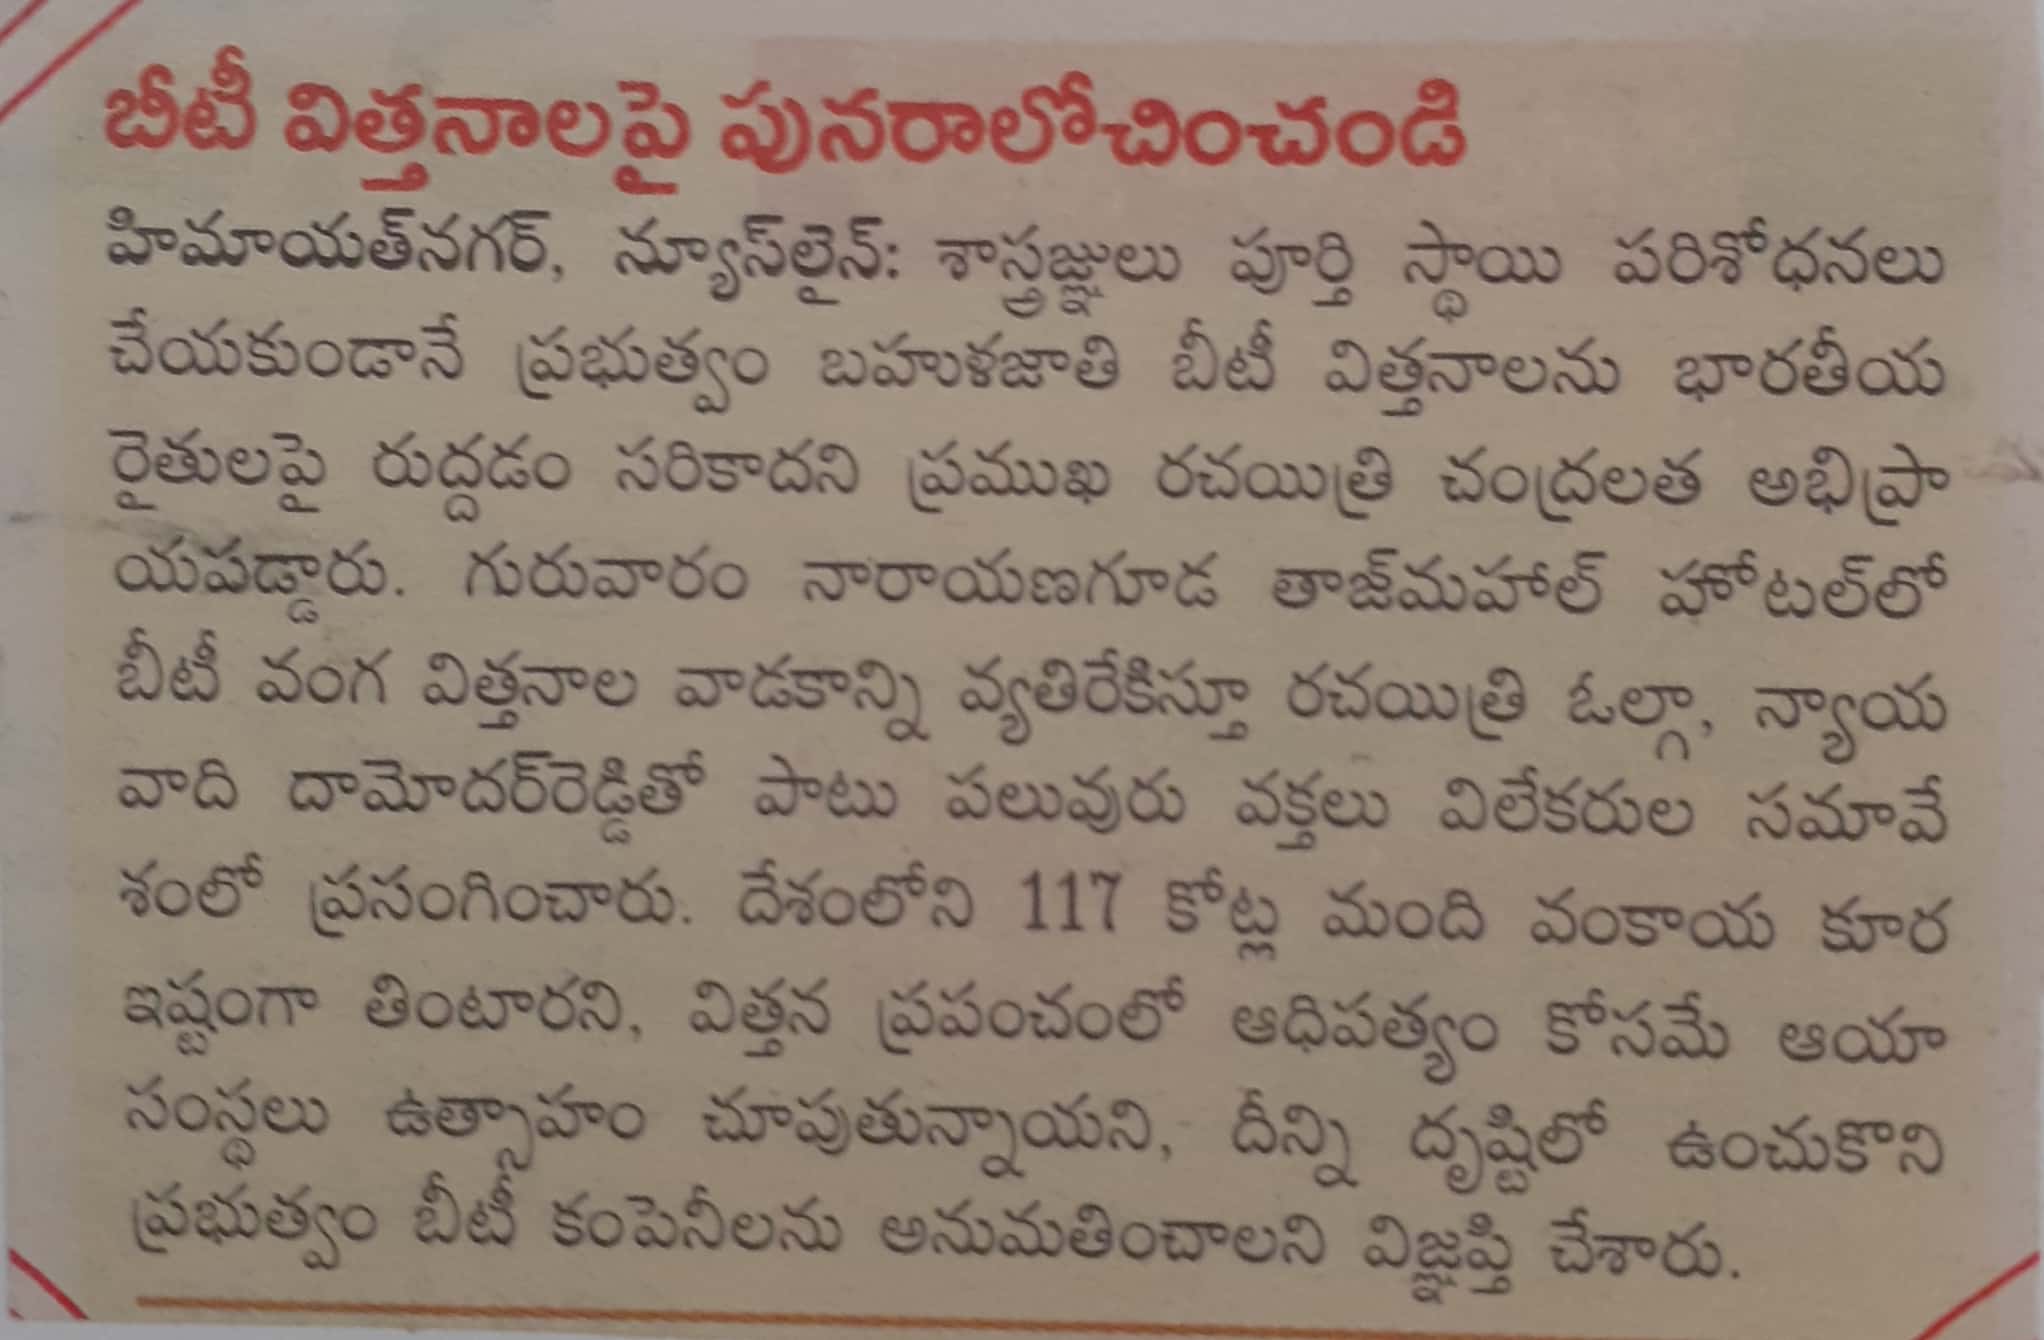 బీటీ విత్తనాలపై పునరాలోచించండి
హిమాయత్‌నగర్, న్యూస్‌లైన్: శాస్త్రజ్ఞులు పూర్తి స్థాయి పరిశోధనలు
చేయకుండానే ప్రభుత్వం బహుళజాతి బీటీ విత్తనాలను భారతీయ
రైతులపై రుద్దడం సరికాదని ప్రముఖ రచయిత్రి చంద్రలత అభిప్రా
యపడ్డారు. గురువారం నారాయణగూడ తాజ్‌మహాల్ హోటల్‌లో
బీటీ వంగ విత్తనాల వాడకాన్ని వ్యతిరేకిస్తూ రచయిత్రి ఓల్గా, న్యాయ
వాది దామోదర్‌రెడ్డితో పాటు పలువురు వక్తలు విలేకరుల సమావే
శంలో ప్రసంగించారు. దేశంలోని 117 కోట్ల మంది వంకాయ కూర
ఇష్టంగా తింటారని, విత్తన ప్రపంచంలో ఆధిపత్యం కోసమే ఆయా
సంస్థలు ఉత్సాహం చూపుతున్నాయని, దీన్ని దృష్టిలో ఉంచుకొని
ప్రభుత్వం బీటీ కంపెనీలను అనుమతించాలని విజ్ఞప్తి చేశారు.